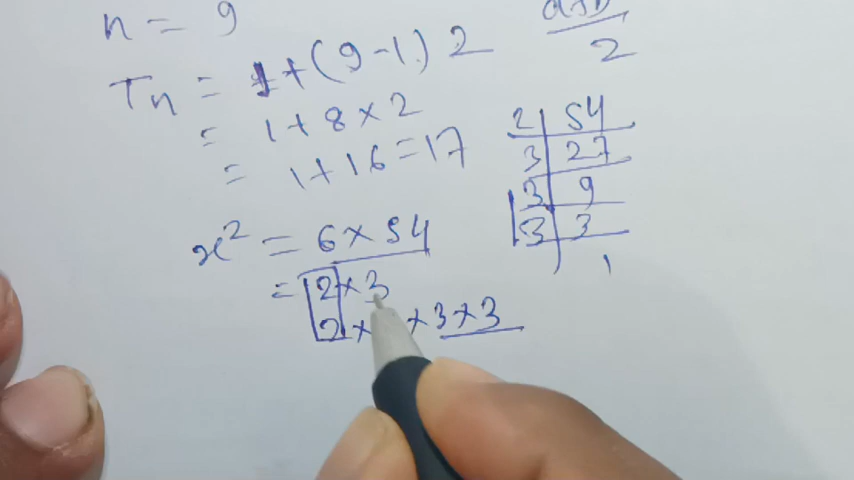 n = 9
Tn = 1+(9-1) 2
= 1+8×2
= 1+16=17
2
2 | 54
3 | 27
3 | 9
3 | 3
1
x² = 6×54
= 2×3
2× ×3×3